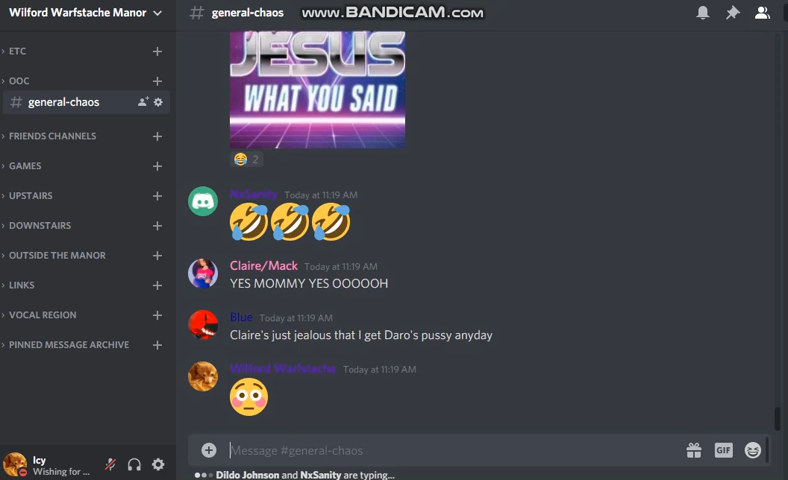 Wilford Warfstache Manor
# general-chaos
www.BANDICAM.com
ETC
OOC
# general-chaos
FRIENDS CHANNELS
GAMES
UPSTAIRS
DOWNSTAIRS
OUTSIDE THE MANOR
LINKS
VOCAL REGION
PINNED MESSAGE ARCHIVE
Icy
Wishing for ...
JESUS
WHAT YOU SAID
😂 2
NxSanity Today at 11:19 AM
🤣🤣🤣
Claire/Mack Today at 11:19 AM
YES MOMMY YES OOOOOH
Blue Today at 11:19 AM
Claire's just jealous that I get Daro's pussy anyday
Wilford Warfstache Today at 11:19 AM
😳
Message #general-chaos
GIF
Dildo Johnson and NxSanity are typing...